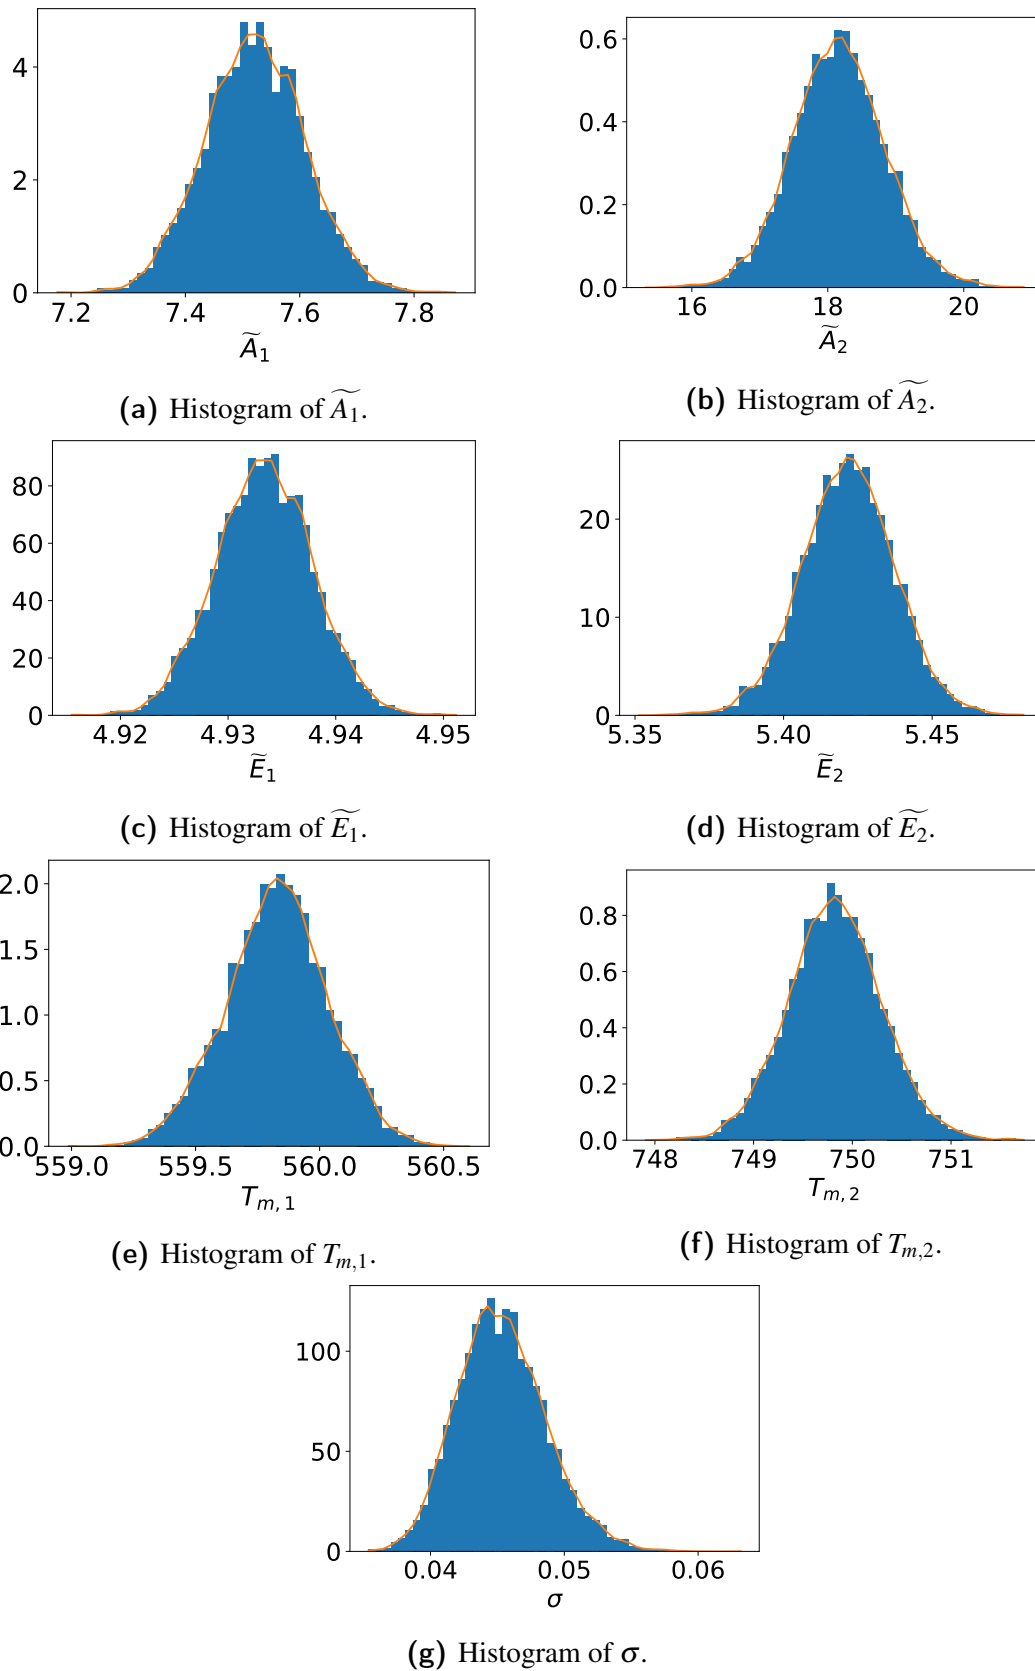 4
2
0
7.2 7.4 7.6 7.8
Ã₁
(a) Histogram of Ã₁.
0.6
0.4
0.2
0.0
16 18 20
Ã₂
(b) Histogram of Ã₂.
80
60
40
20
0
4.92 4.93 4.94 4.95
Ẽ₁
(c) Histogram of Ẽ₁.
20
10
0
5.35 5.40 5.45
Ẽ₂
(d) Histogram of Ẽ₂.
2.0
1.5
1.0
0.5
0.0
559.0 559.5 560.0 560.5
Tₘ,₁
(e) Histogram of Tₘ,₁.
0.8
0.6
0.4
0.2
0.0
748 749 750 751
Tₘ,₂
(f) Histogram of Tₘ,₂.
100
50
0
0.04 0.05 0.06
σ
(g) Histogram of σ.